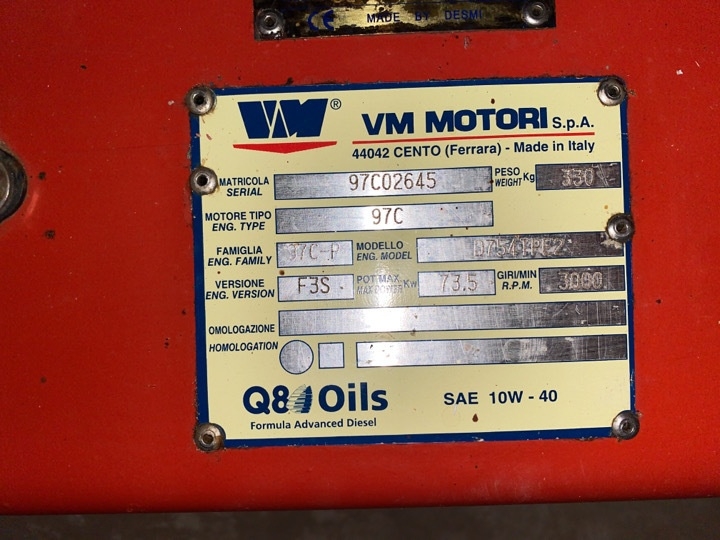 CE MADE BY DESMI
VM ® VM MOTORI S.p.A.
44042 CENTO (Ferrara) - Made in Italy
MATRICOLA SERIAL 97C02645 PESO WEIGHT Kg 330
MOTORE TIPO ENG. TYPE 97C
FAMIGLIA ENG. FAMILY 97C-P MODELLO ENG. MODEL
VERSIONE ENG. VERSION F3S POT.MAX MAX POWER Kw 73.5 GIRI/MIN R.P.M. 3000
OMOLOGAZIONE
HOMOLOGATION
Q8 Oils SAE 10W - 40
Formula Advanced Diesel